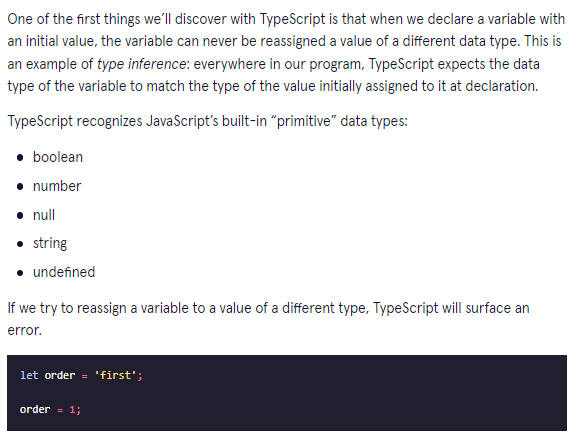 One of the first things we’ll discover with TypeScript is that when we declare a variable with
an initial value, the variable can never be reassigned a value of a different data type. This is
an example of type inference: everywhere in our program, TypeScript expects the data
type of the variable to match the type of the value initially assigned to it at declaration.
TypeScript recognizes JavaScript’s built-in “primitive” data types:
• boolean
• number
• null
• string
• undefined
If we try to reassign a variable to a value of a different type, TypeScript will surface an
error.
let order = 'first';
order = 1;